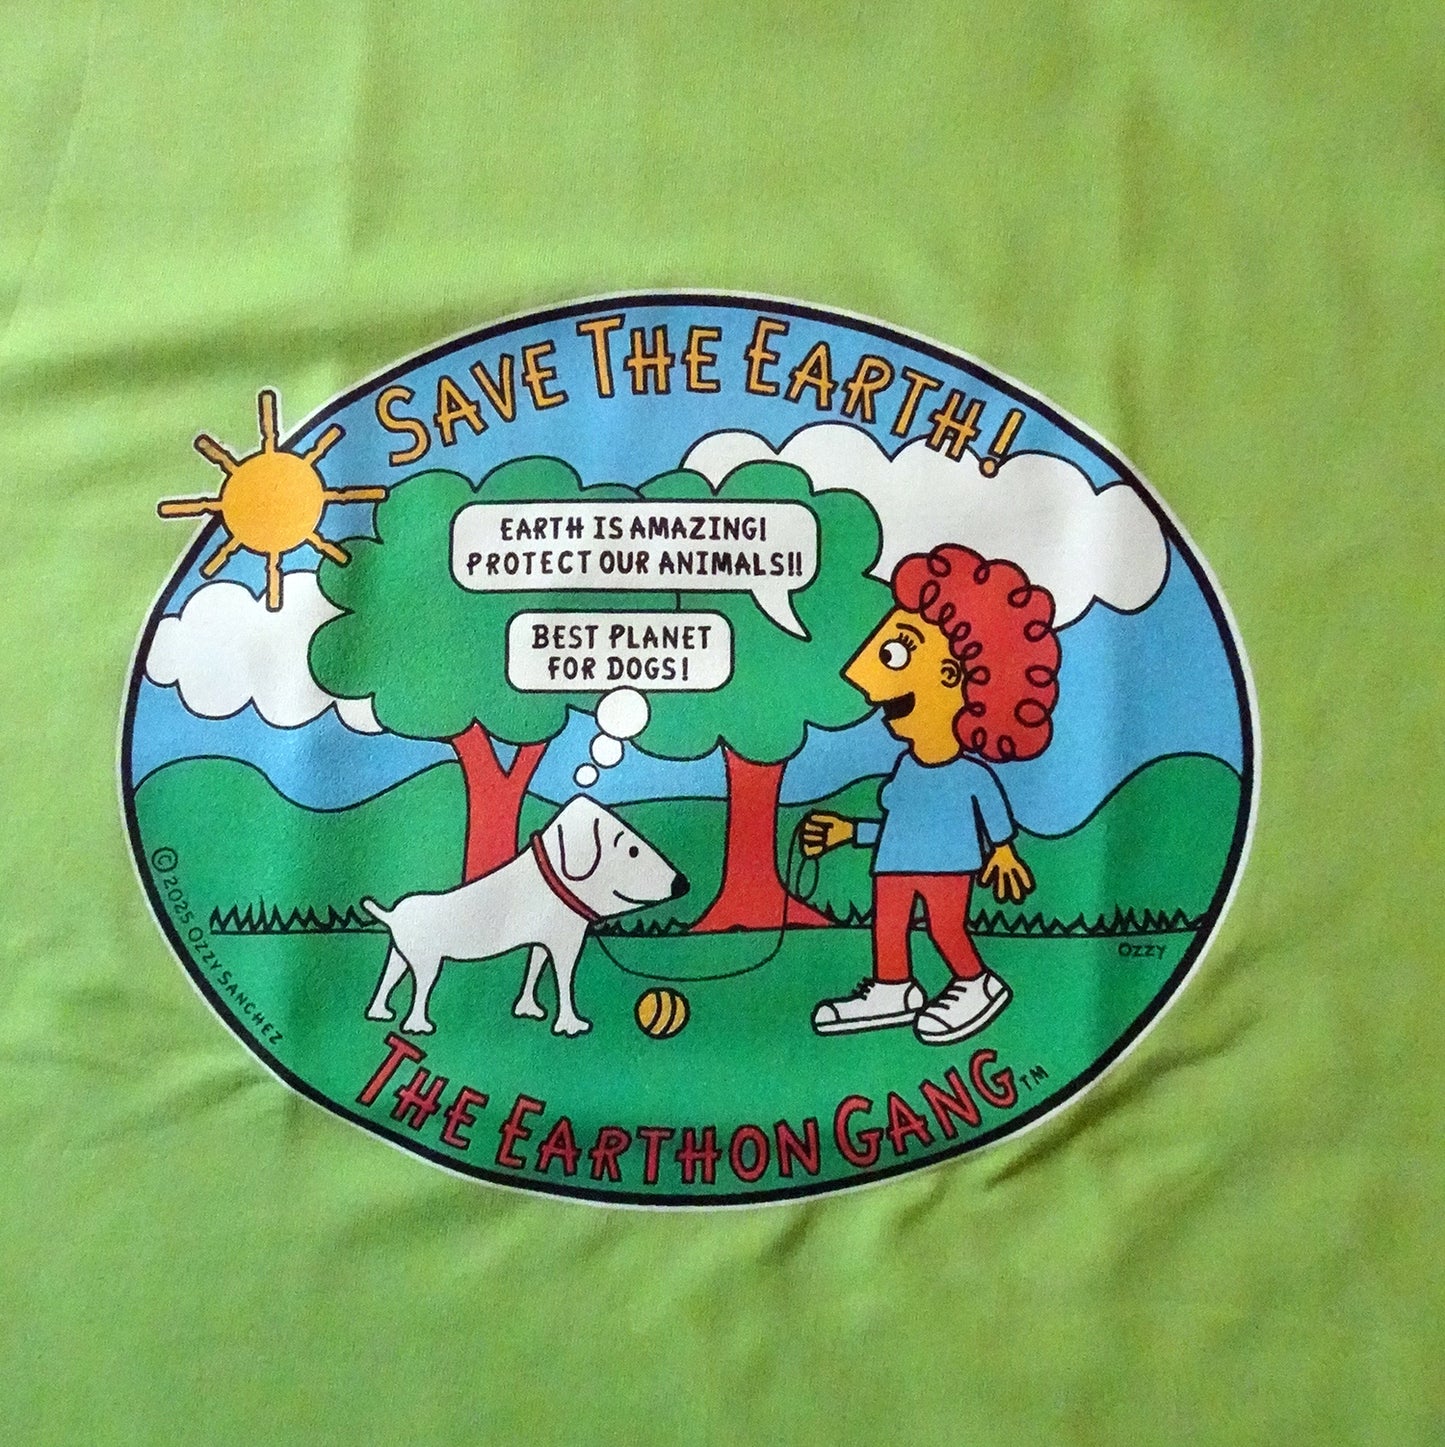 SAVE THE EARTH!
EARTH IS AMAZING!
PROTECT OUR ANIMALS!!
BEST PLANET
FOR DOGS!
© 2025 OZZY SANCHEZ
OZZY
THE EARTHON GANG™